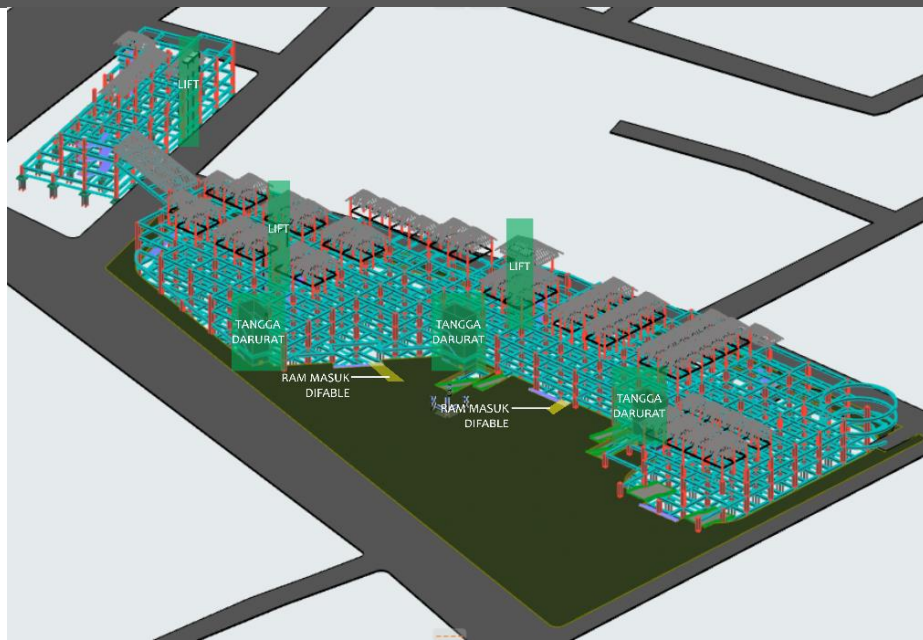 LIFT
LIFT
LIFT
TANGGA
DARURAT
TANGGA
DARURAT
RAM MASUK
DIFABLE
RAM MASUK
DIFABLE
TANGGA
DARURAT